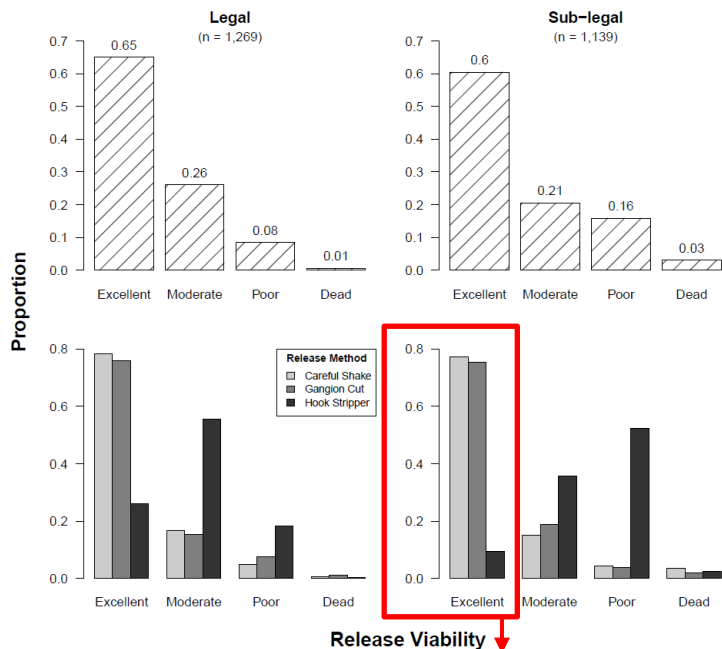 Legal
(n = 1,269)
0.7
0.6
0.5
0.4
0.3
0.2
0.1
0.0
0.65
0.26
0.08
0.01
Excellent Moderate Poor Dead
Sub−legal
(n = 1,139)
0.7
0.6
0.5
0.4
0.3
0.2
0.1
0.0
0.6
0.21
0.16
0.03
Excellent Moderate Poor Dead
Proportion
0.8
0.6
0.4
0.2
0.0
Release Method
Careful Shake
Gangion Cut
Hook Stripper
Excellent Moderate Poor Dead
0.8
0.6
0.4
0.2
0.0
Excellent Moderate Poor Dead
Release Viability